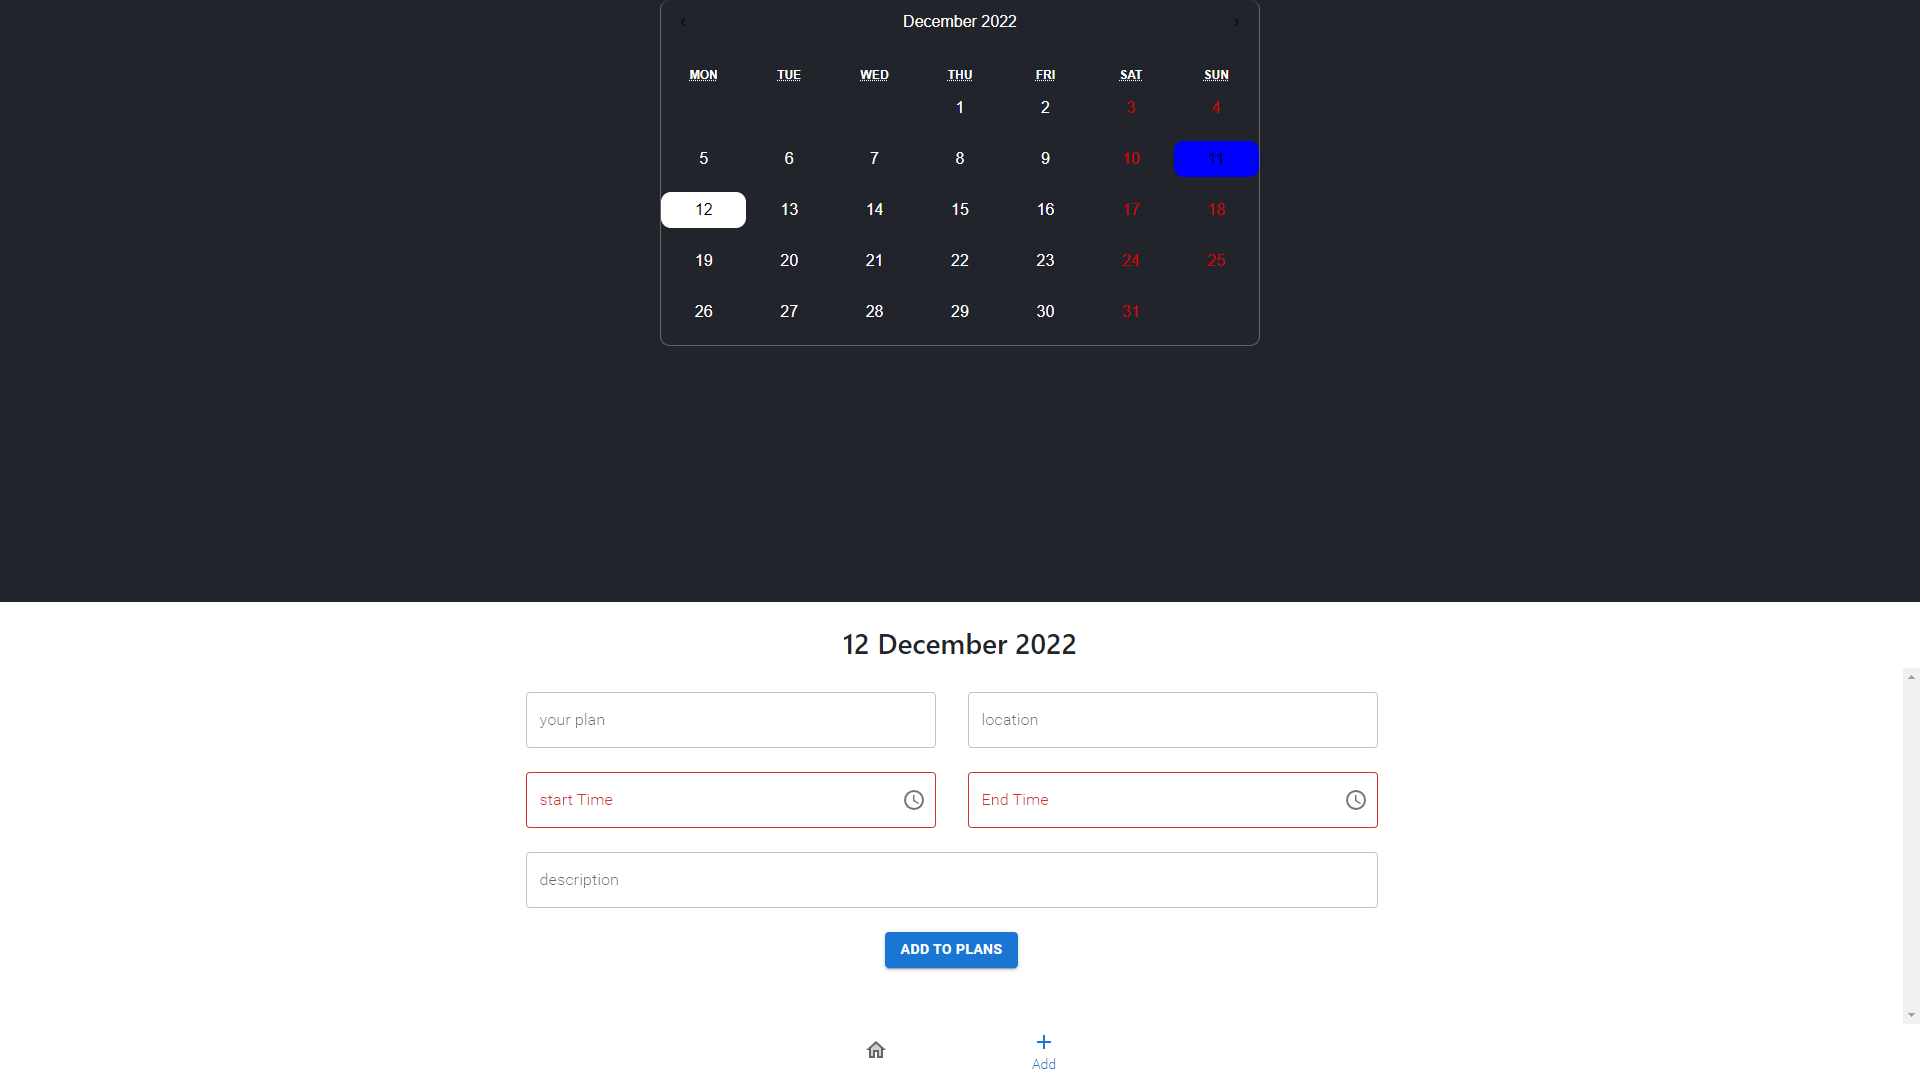 ‹ December 2022 ›
MON TUE WED THU FRI SAT SUN
1 2 3 4
5 6 7 8 9 10 11
12 13 14 15 16 17 18
19 20 21 22 23 24 25
26 27 28 29 30 31
12 December 2022
your plan location
start Time End Time
description
ADD TO PLANS
Add